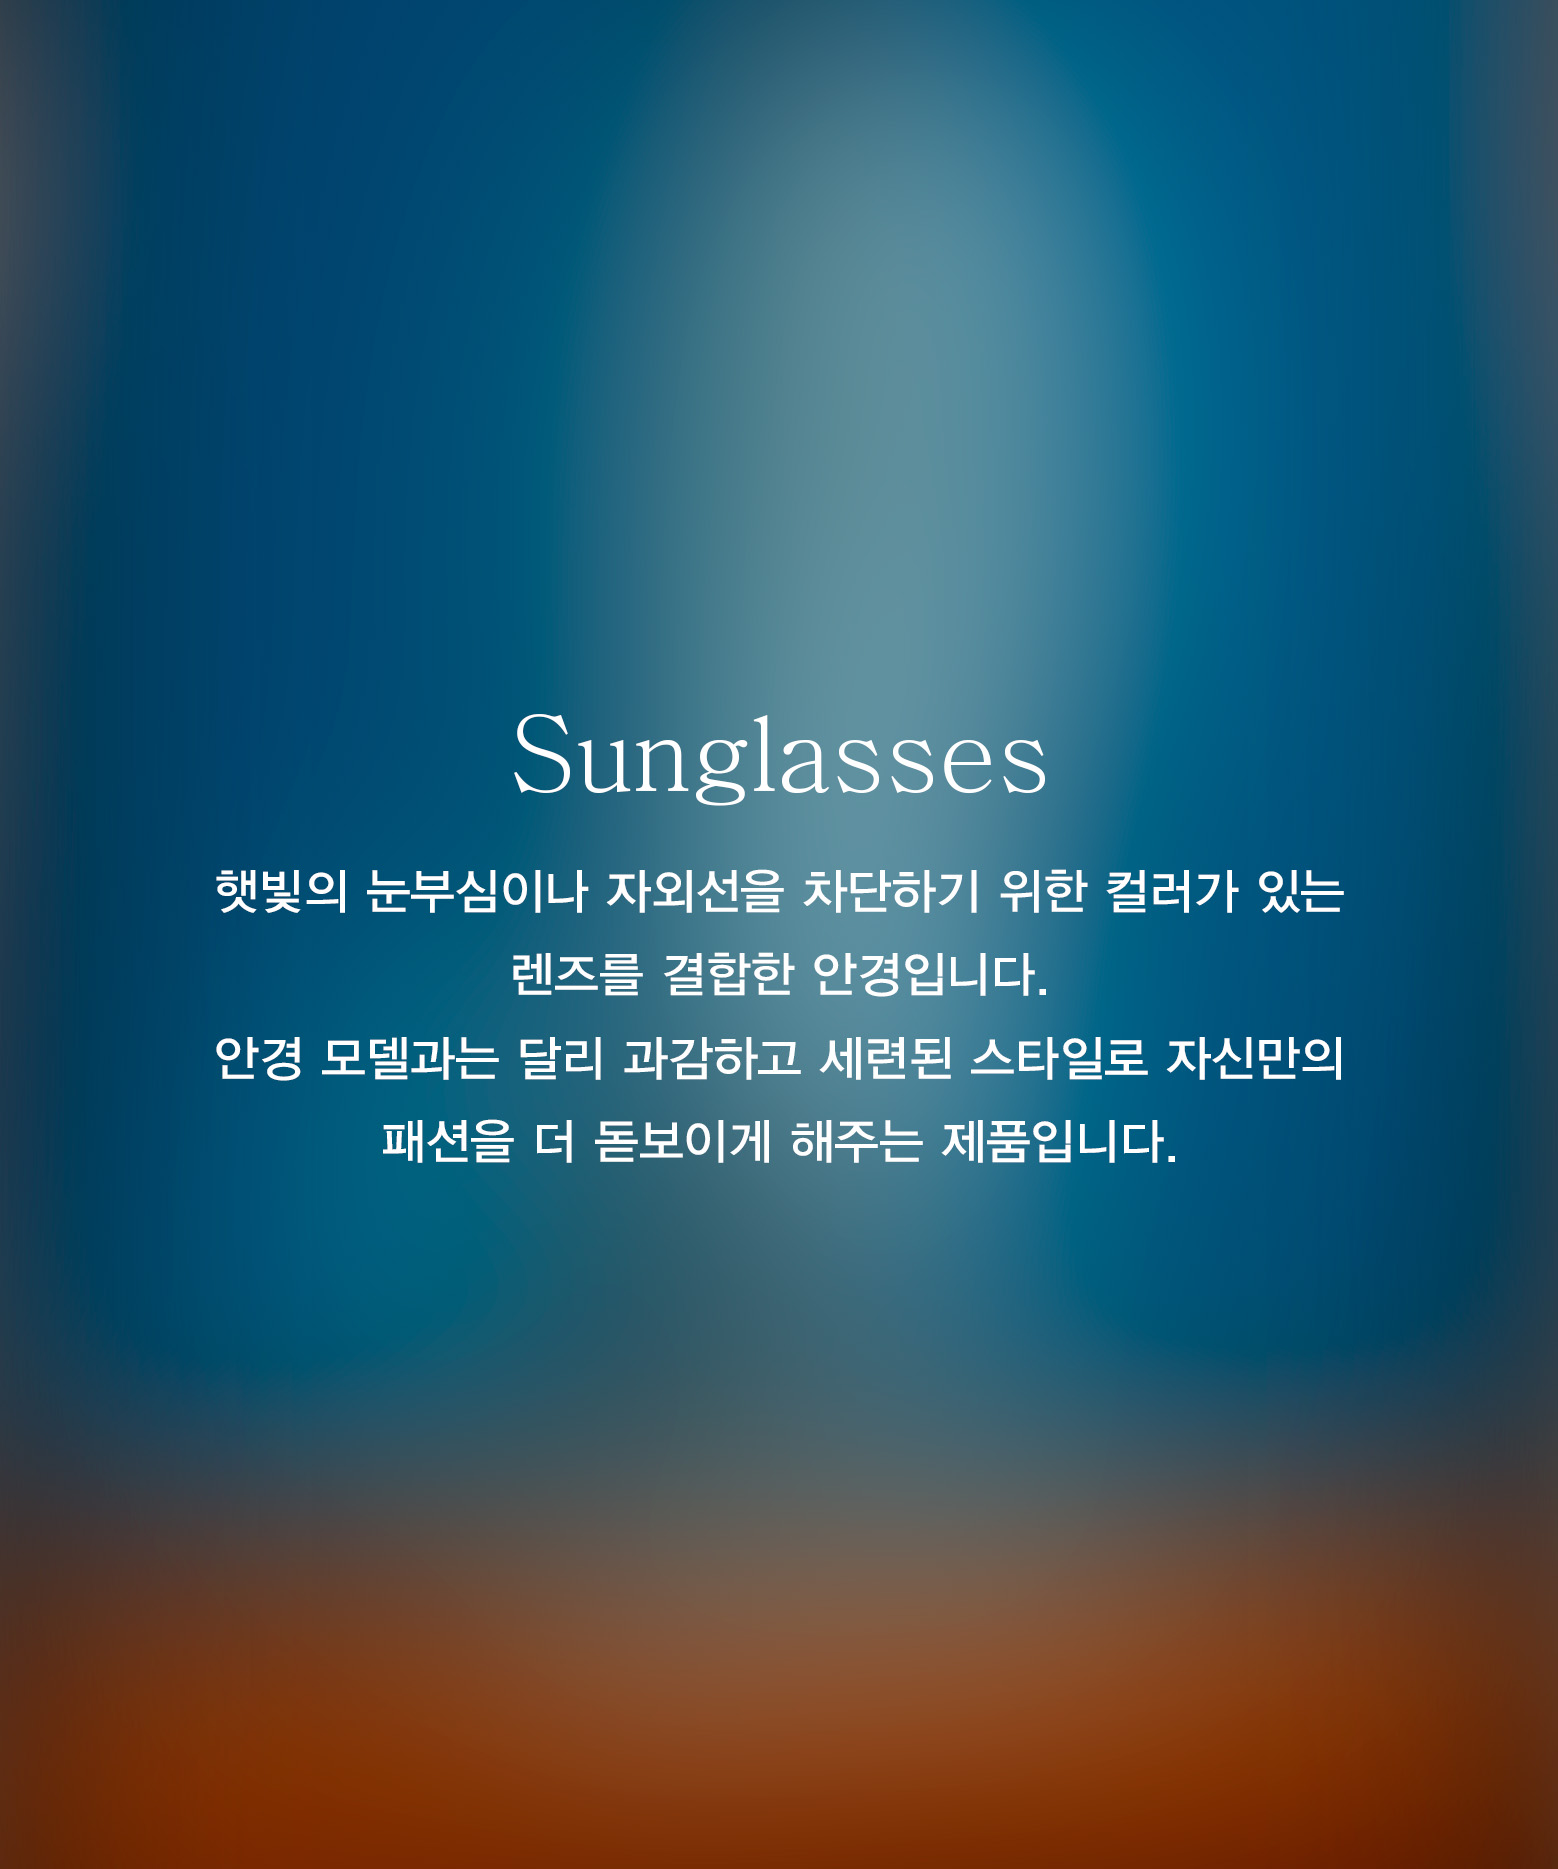 Sunglasses
햇빛의 눈부심이나 자외선을 차단하기 위한 컬러가 있는
렌즈를 결합한 안경입니다.
안경 모델과는 달리 과감하고 세련된 스타일로 자신만의
패션을 더 돋보이게 해주는 제품입니다.